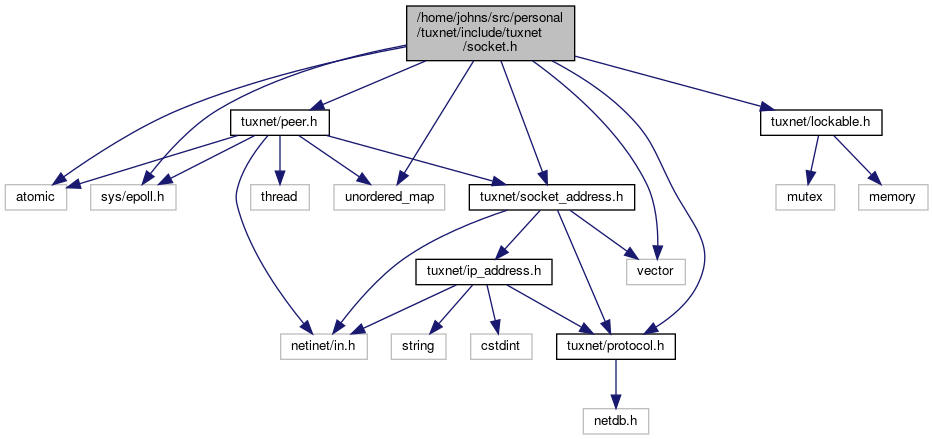 /home/johns/src/personal
/tuxnet/include/tuxnet
/socket.h
tuxnet/peer.h
tuxnet/lockable.h
atomic
sys/epoll.h
thread
unordered_map
tuxnet/socket_address.h
mutex
memory
tuxnet/ip_address.h
vector
netinet/in.h
string
cstdint
tuxnet/protocol.h
netdb.h